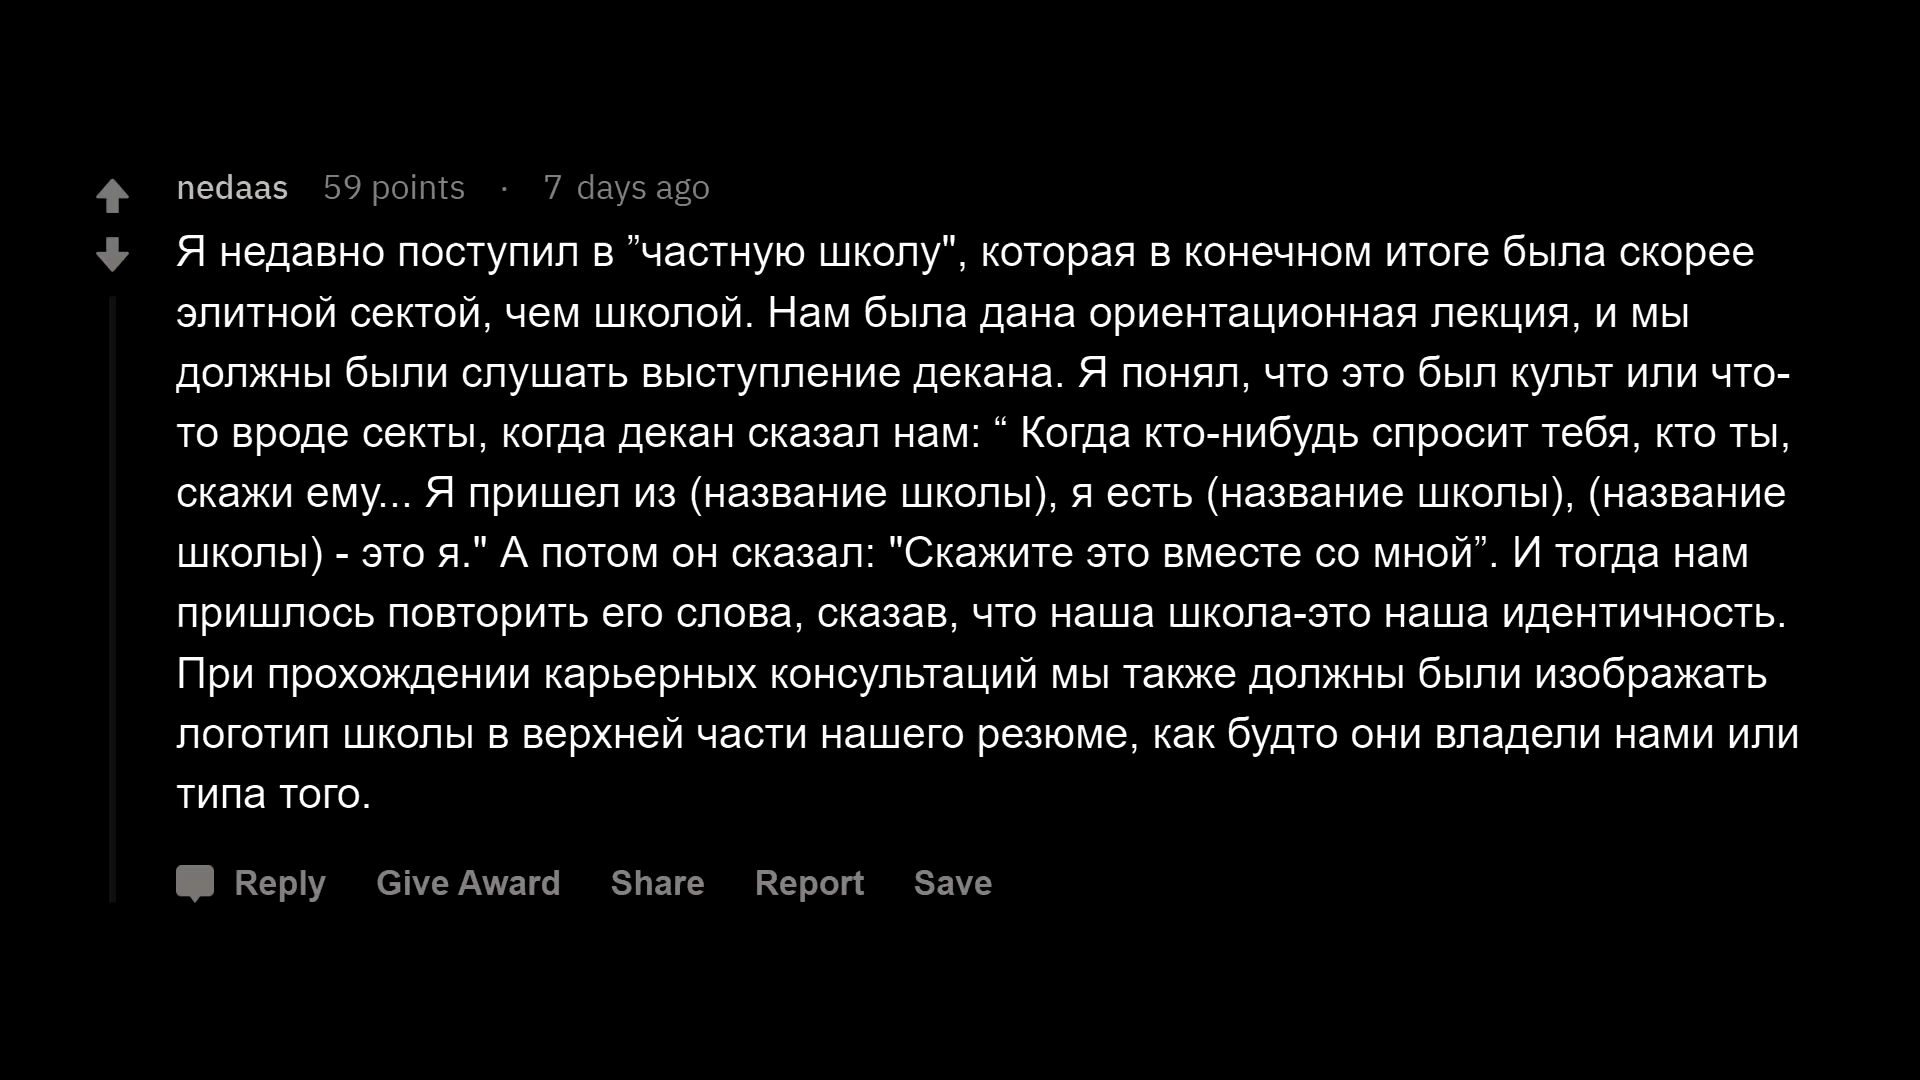 nedaas 59 points · 7 days ago
Я недавно поступил в ”частную школу", которая в конечном итоге была скорее
элитной сектой, чем школой. Нам была дана ориентационная лекция, и мы
должны были слушать выступление декана. Я понял, что это был культ или что-
то вроде секты, когда декан сказал нам: “ Когда кто-нибудь спросит тебя, кто ты,
скажи ему... Я пришел из (название школы), я есть (название школы), (название
школы) - это я." А потом он сказал: "Скажите это вместе со мной”. И тогда нам
пришлось повторить его слова, сказав, что наша школа-это наша идентичность.
При прохождении карьерных консультаций мы также должны были изображать
логотип школы в верхней части нашего резюме, как будто они владели нами или
типа того.
Reply Give Award Share Report Save